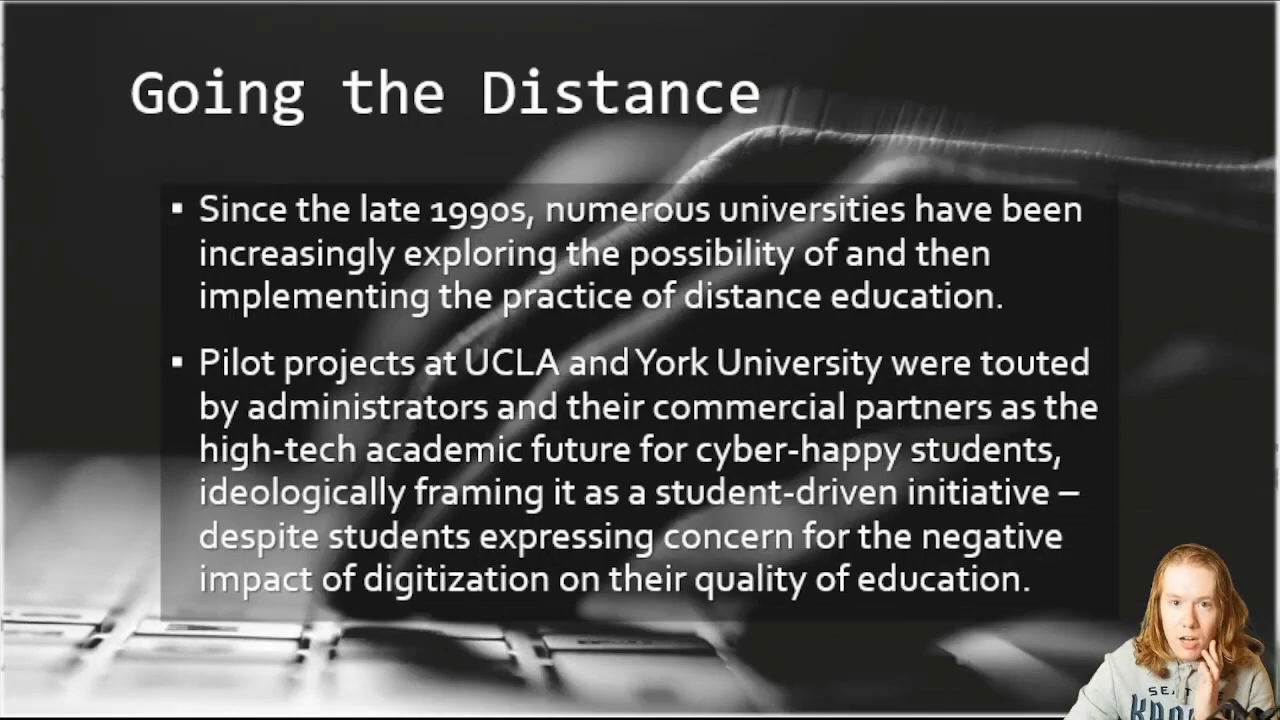 Going the Distance
▪ Since the late 1990s, numerous universities have been
increasingly exploring the possibility of and then
implementing the practice of distance education.
▪ Pilot projects at UCLA and York University were touted
by administrators and their commercial partners as the
high-tech academic future for cyber-happy students,
ideologically framing it as a student-driven initiative –
despite students expressing concern for the negative
impact of digitization on their quality of education.